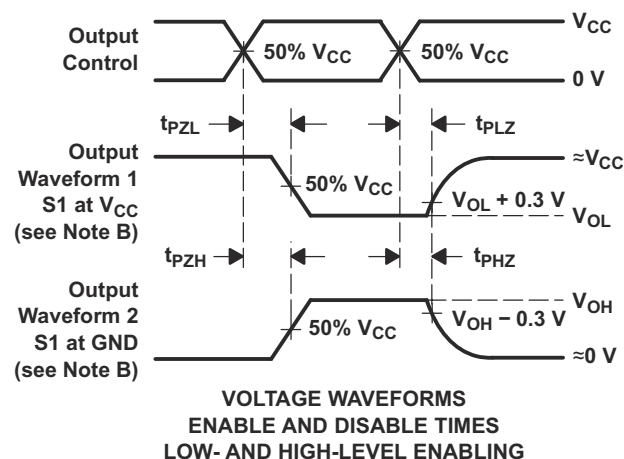 Output
Control
50% VCC
50% VCC
VCC
0 V
tPZL
tPLZ
Output
Waveform 1
S1 at VCC
(see Note B)
50% VCC
≈VCC
VOL + 0.3 V
VOL
tPZH
tPHZ
Output
Waveform 2
S1 at GND
(see Note B)
50% VCC
VOH
VOH − 0.3 V
≈0 V
VOLTAGE WAVEFORMS
ENABLE AND DISABLE TIMES
LOW- AND HIGH-LEVEL ENABLING